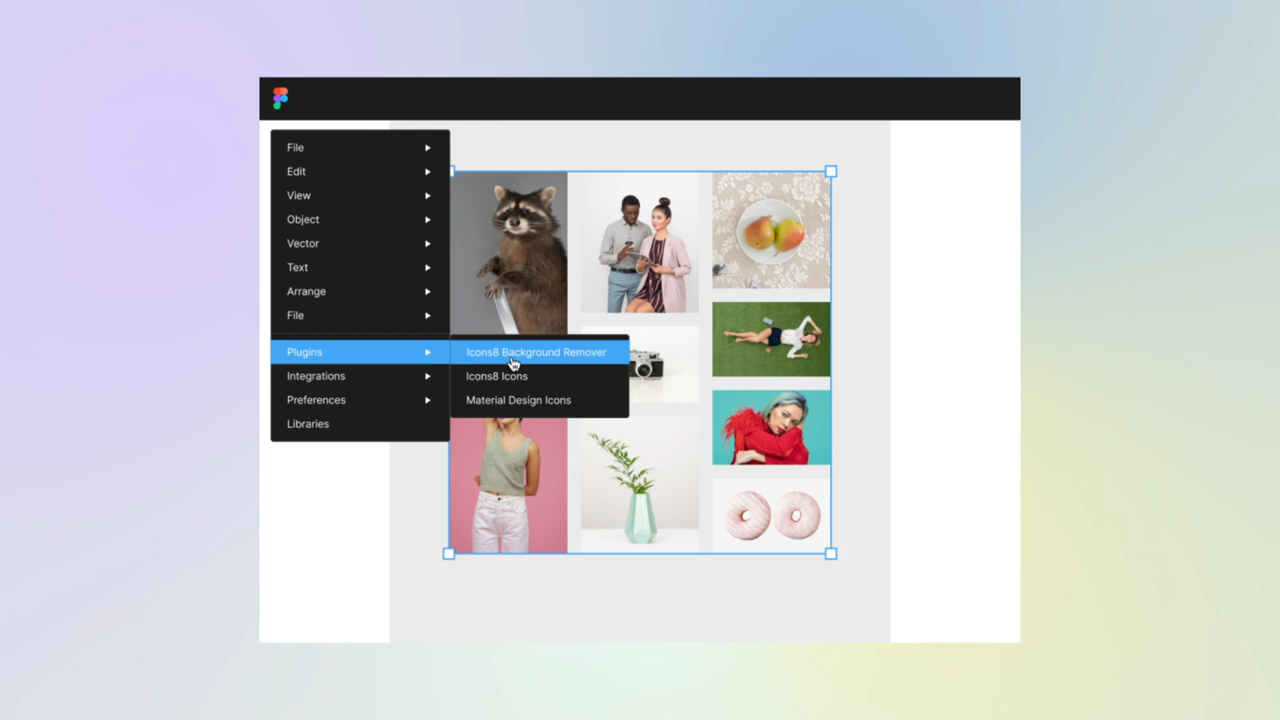 File
Edit
View
Object
Vector
Text
Arrange
File
Plugins
Integrations
Preferences
Libraries
Icons8 Background Remover
Icons8 Icons
Material Design Icons